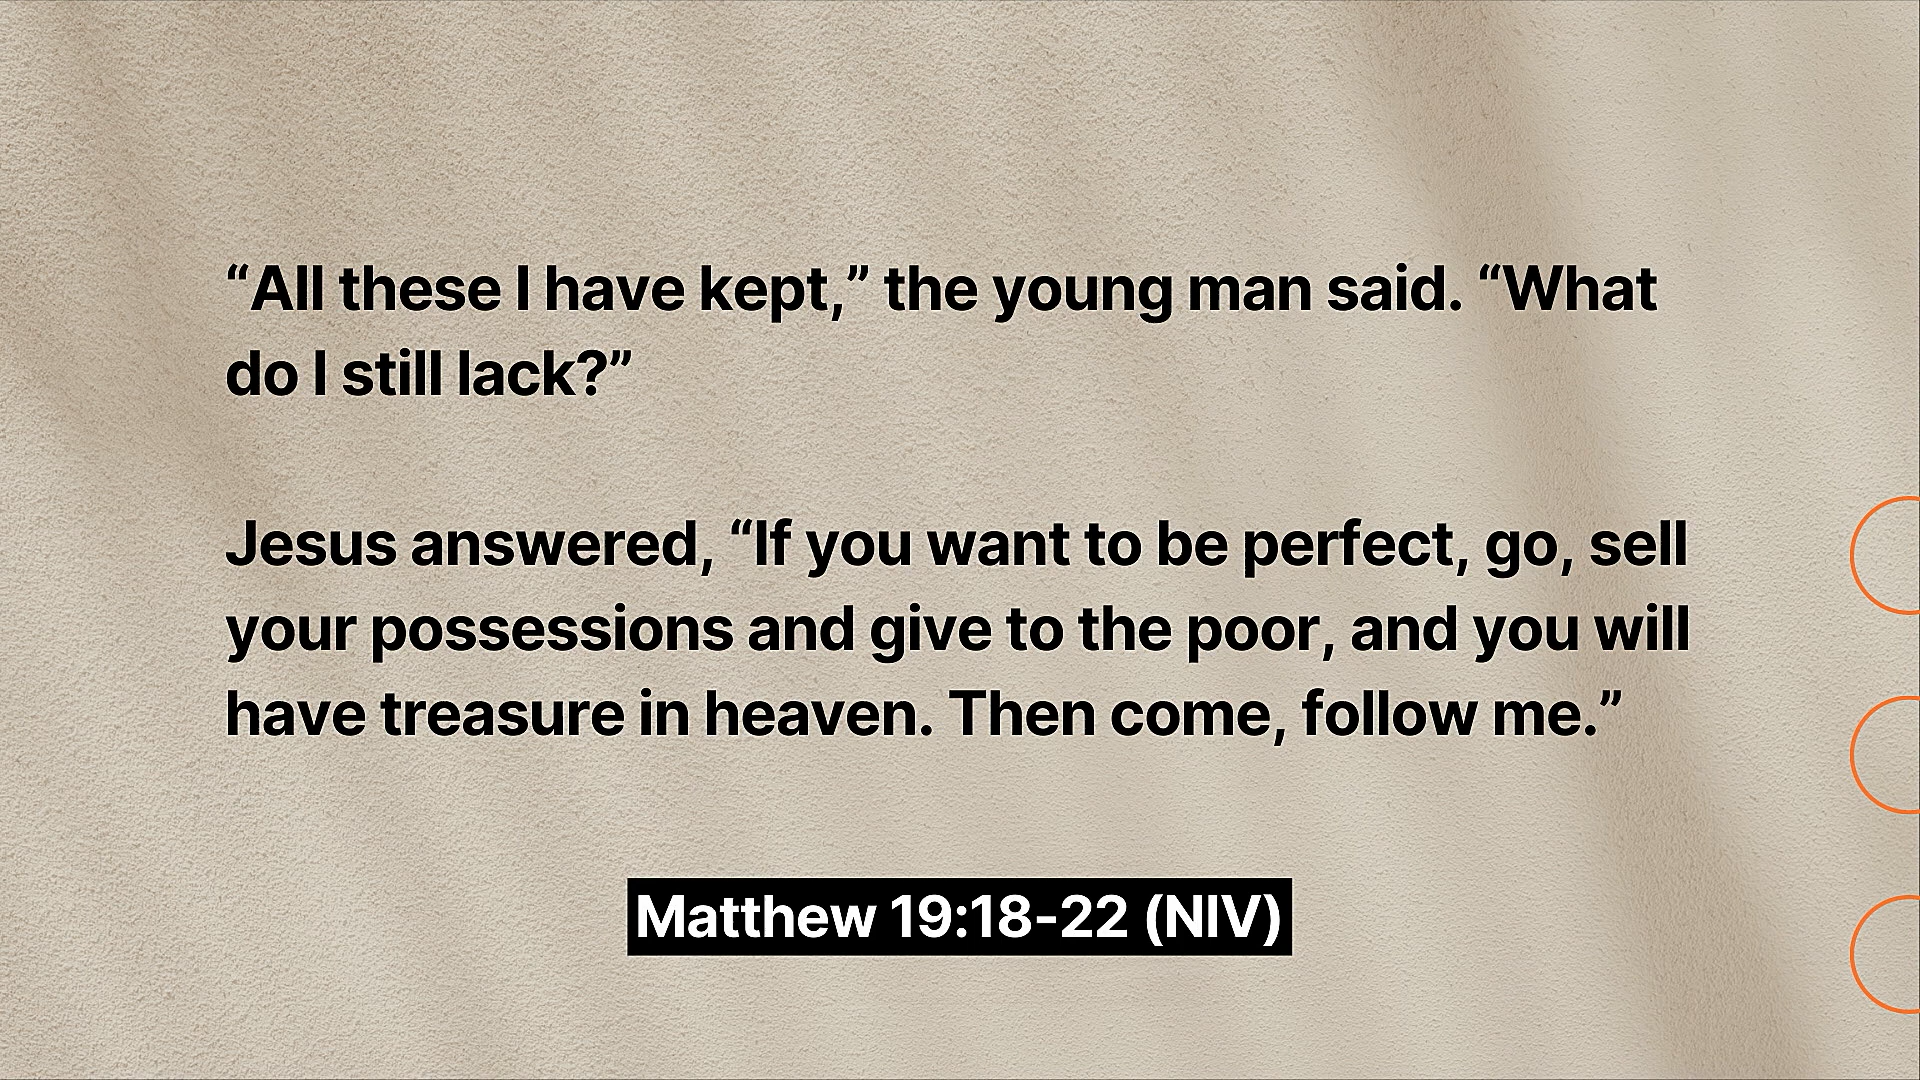 “All these I have kept,” the young man said. “What
do I still lack?”
Jesus answered, “If you want to be perfect, go, sell
your possessions and give to the poor, and you will
have treasure in heaven. Then come, follow me.”
Matthew 19:18-22 (NIV)